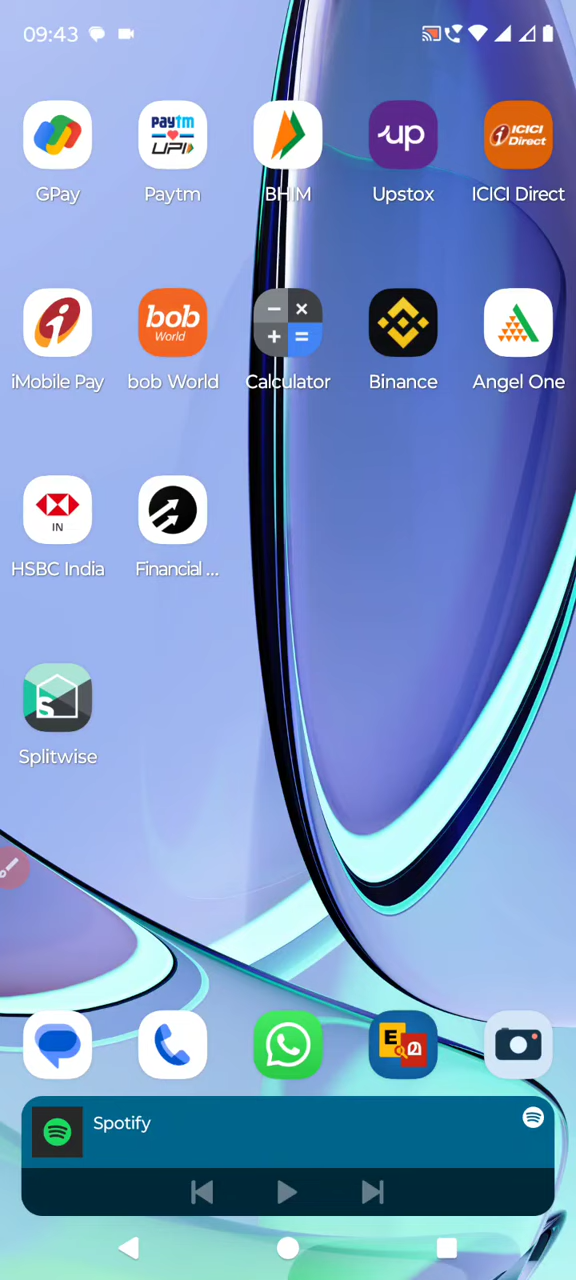 09:43
paytm
UPI
up
ICICI
Direct
GPay
Paytm
BHIM
Upstox
ICICI Direct
bob
World
iMobile Pay
bob World
Calculator
Binance
Angel One
IN
HSBC India
Financial ...
S
Splitwise
E
മ
Spotify